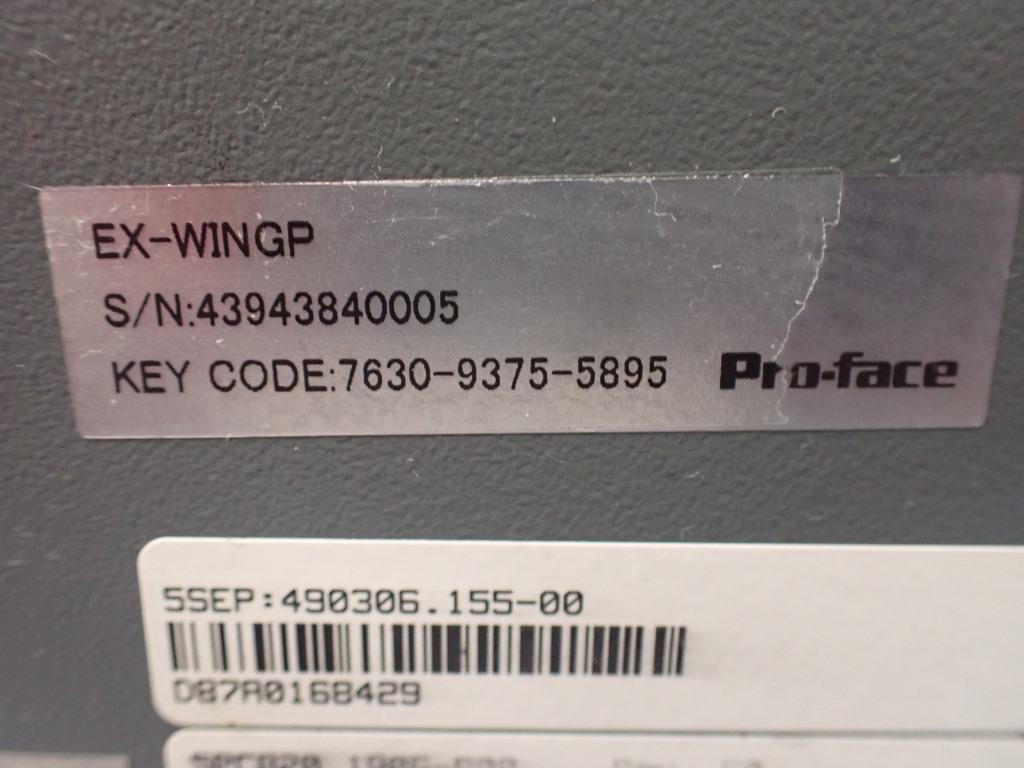 EX-WINGP
S/N:43943840005
KEY CODE:7630-9375-5895 Pro-face
5SEP:490306.155-00
D87A0168429